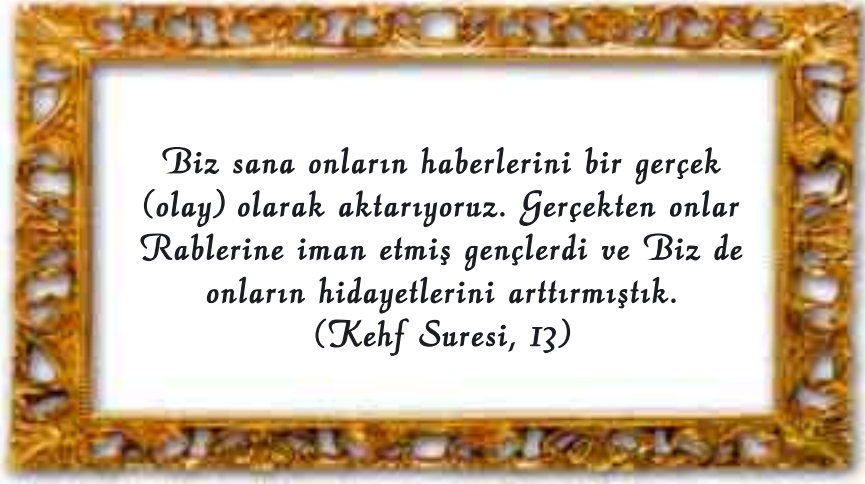 Biz sana onların haberlerini bir gerçek
(olay) olarak aktarıyoruz. Gerçekten onlar
Rablerine iman etmiş gençlerdi ve Biz de
onların hidayetlerini arttırmıştık.
(Kehf Suresi, 13)